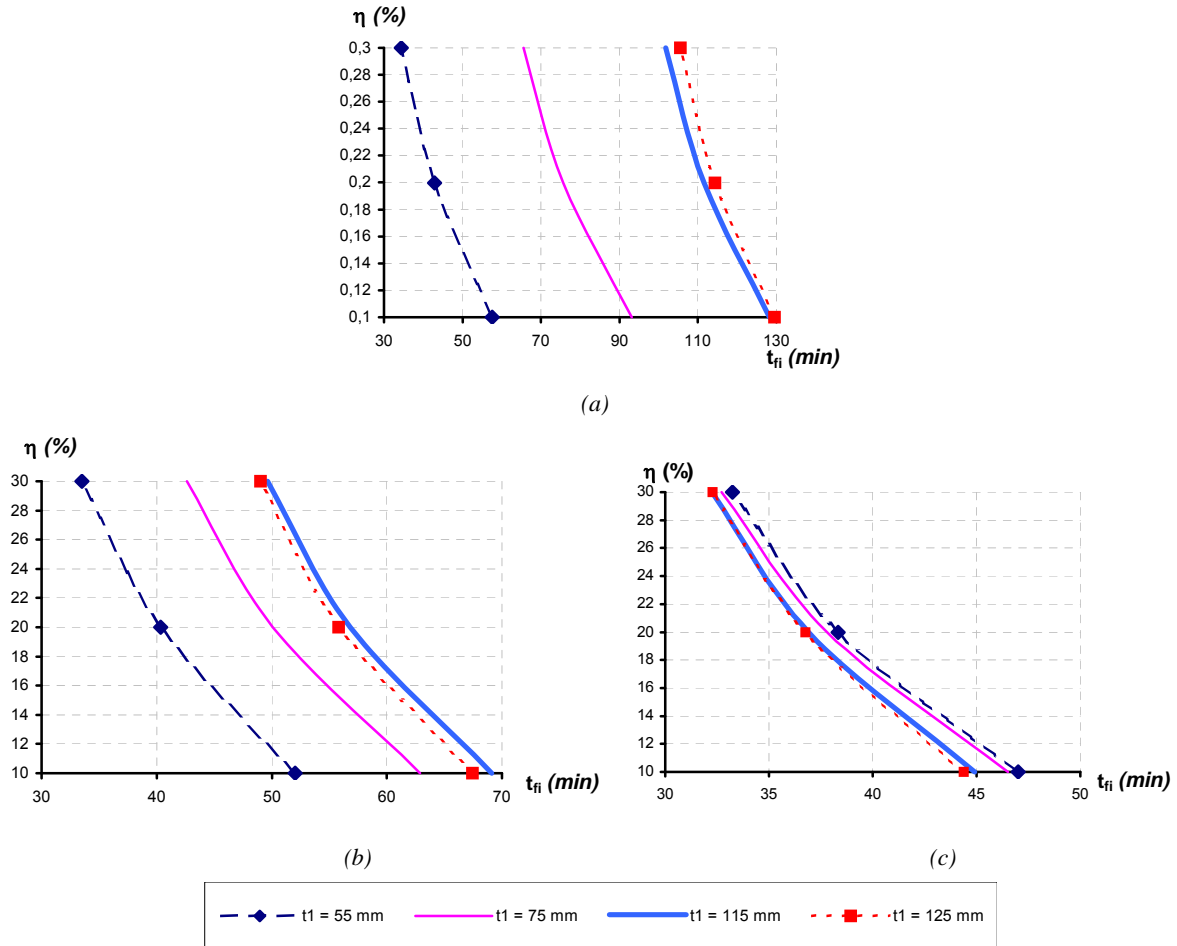 η (%)
0,3
0,28
0,26
0,24
0,22
0,2
0,18
0,16
0,14
0,12
0,1
30 50 70 90 110 130
tfi (min)
(a)
η (%)
30
28
26
24
22
20
18
16
14
12
10
30 40 50 60 70
tfi (min)
(b)
η (%)
30
28
26
24
22
20
18
16
14
12
10
30 35 40 45 50
tfi (min)
(c)
t1 = 55 mm t1 = 75 mm t1 = 115 mm t1 = 125 mm